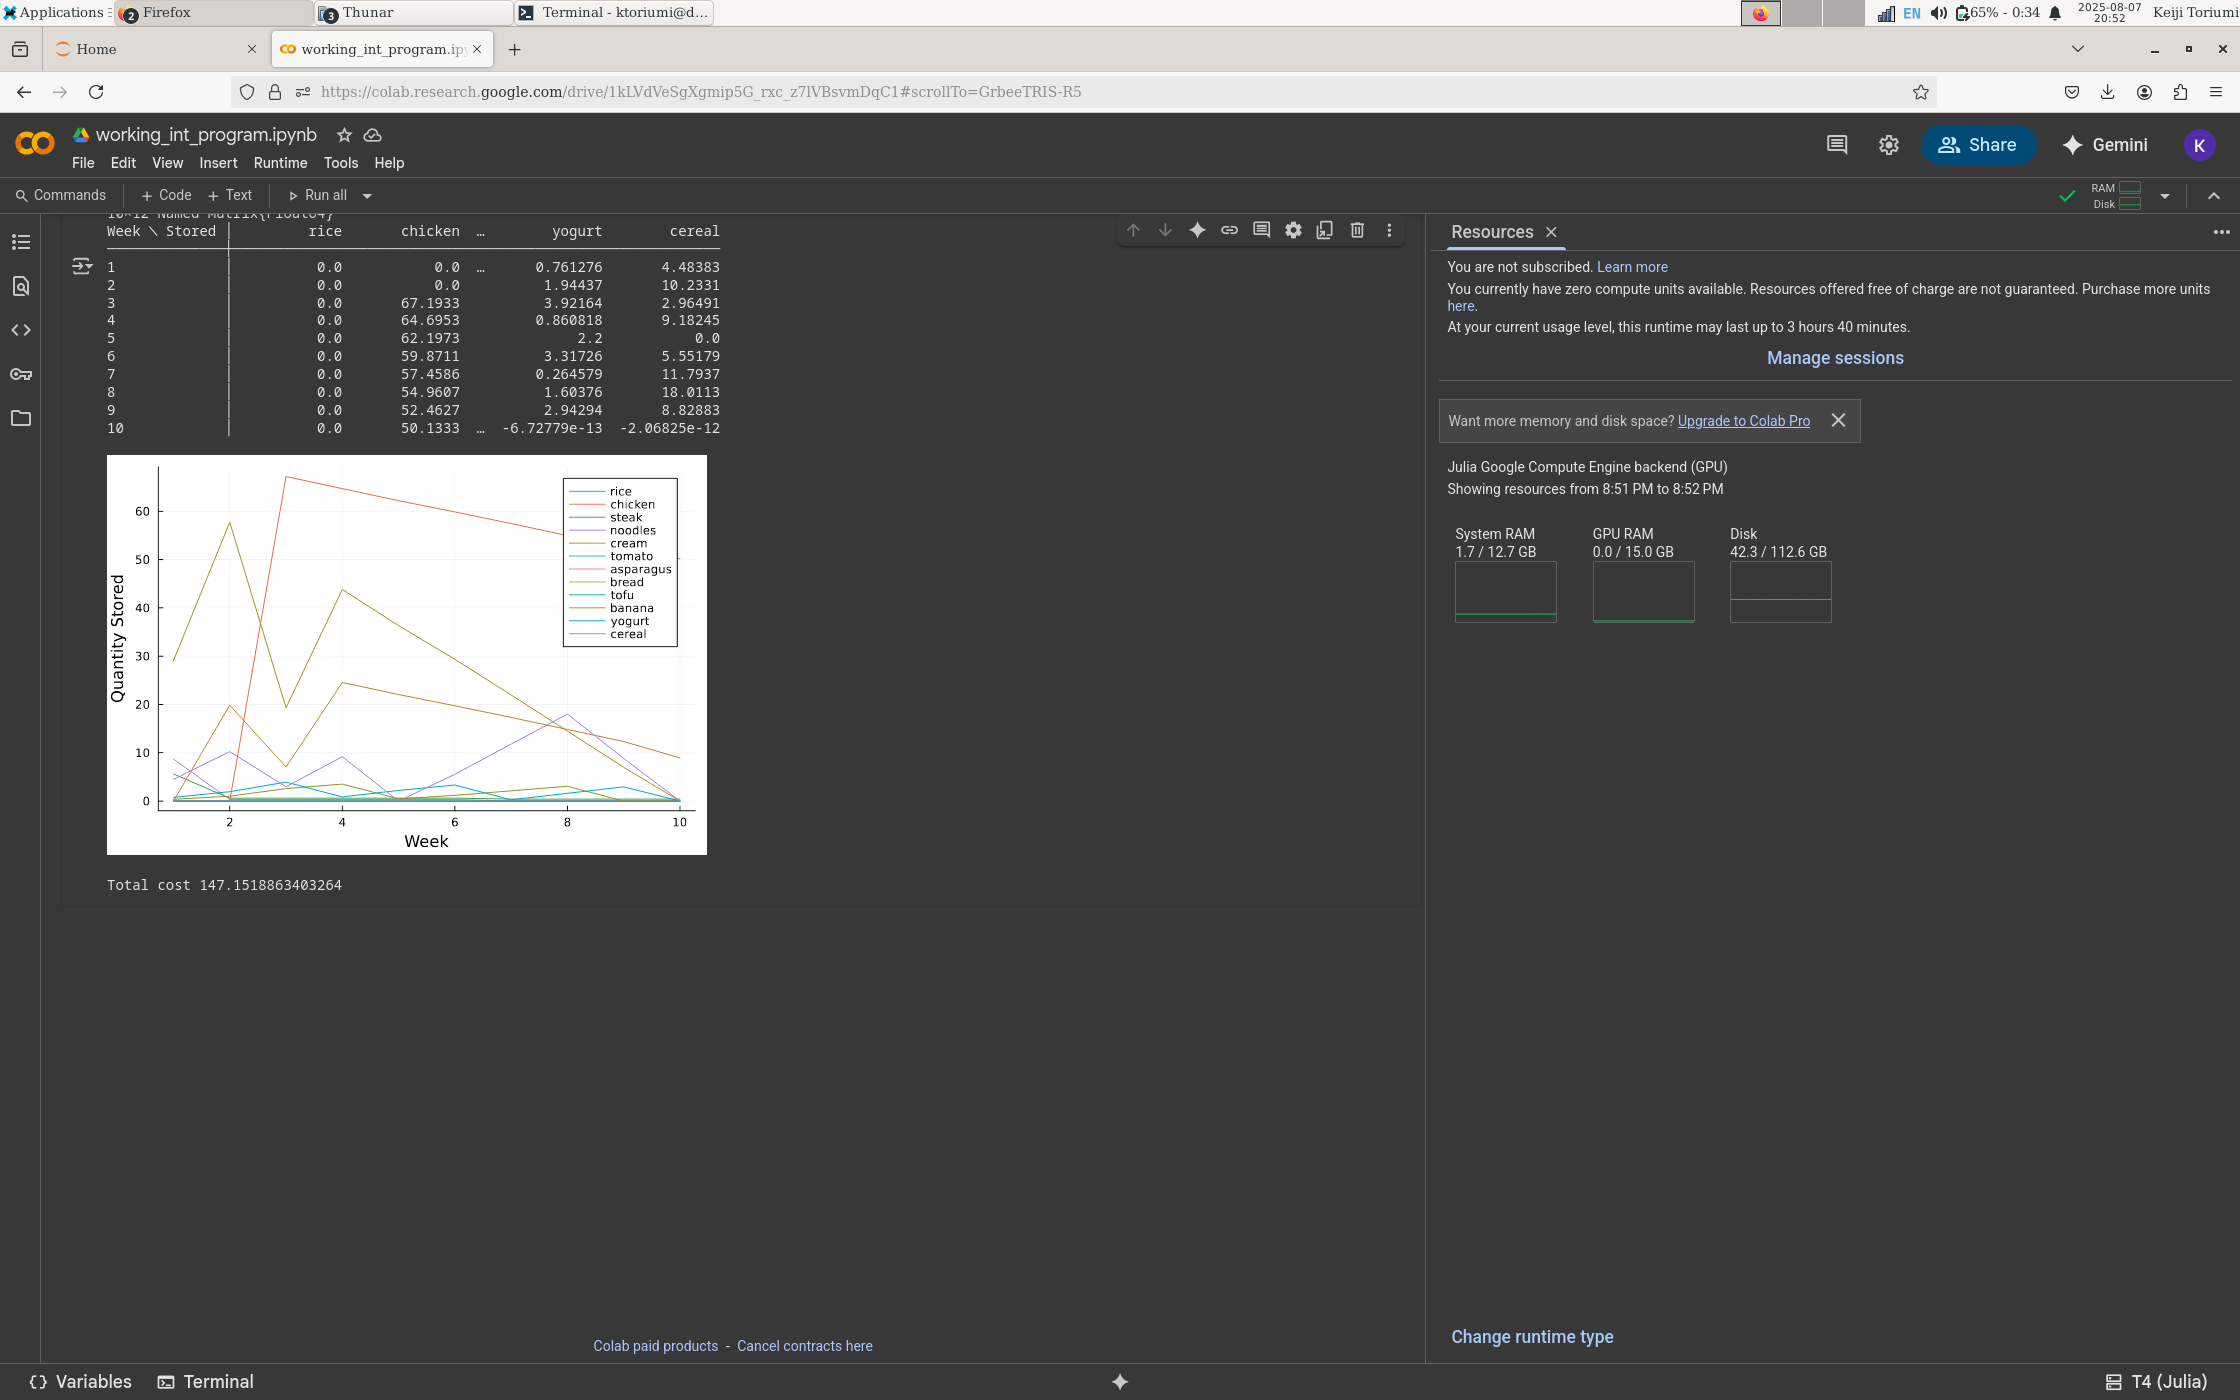 Applications
2 Firefox
3 Thunar
Terminal - ktoriumi@d...
EN
65% - 0:34
2025-08-07
20:52
Keiji Toriumi
Home
working_int_program.ip
https://colab.research.google.com/drive/1kLVdVeSgXgmip5G_rxc_z7lVBsvmDqC1#scrollTo=GrbeeTRIS-R5
working_int_program.ipynb
File Edit View Insert Runtime Tools Help
Share
Gemini
K
Commands + Code + Text Run all
RAM
Disk
10×12 Named Matrix{Float64}
Week ╲ Stored │ rice chicken … yogurt cereal
1 │ 0.0 0.0 … 0.761276 4.48383
2 │ 0.0 0.0 1.94437 10.2331
3 │ 0.0 67.1933 3.92164 2.96491
4 │ 0.0 64.6953 0.860818 9.18245
5 │ 0.0 62.1973 2.2 0.0
6 │ 0.0 59.8711 3.31726 5.55179
7 │ 0.0 57.4586 0.264579 11.7937
8 │ 0.0 54.9607 1.60376 18.0113
9 │ 0.0 52.4627 2.94294 8.82883
10 │ 0.0 50.1333 … -6.72779e-13 -2.06825e-12
Quantity Stored
60
50
40
30
20
10
0
2 4 6 8 10
Week
rice
chicken
steak
noodles
cream
tomato
asparagus
bread
tofu
banana
yogurt
cereal
Total cost 147.1518863403264
Colab paid products - Cancel contracts here
Resources
You are not subscribed. Learn more
You currently have zero compute units available. Resources offered free of charge are not guaranteed. Purchase more units
here.
At your current usage level, this runtime may last up to 3 hours 40 minutes.
Manage sessions
Want more memory and disk space? Upgrade to Colab Pro
Julia Google Compute Engine backend (GPU)
Showing resources from 8:51 PM to 8:52 PM
System RAM
1.7 / 12.7 GB
GPU RAM
0.0 / 15.0 GB
Disk
42.3 / 112.6 GB
Change runtime type
Variables
Terminal
T4 (Julia)